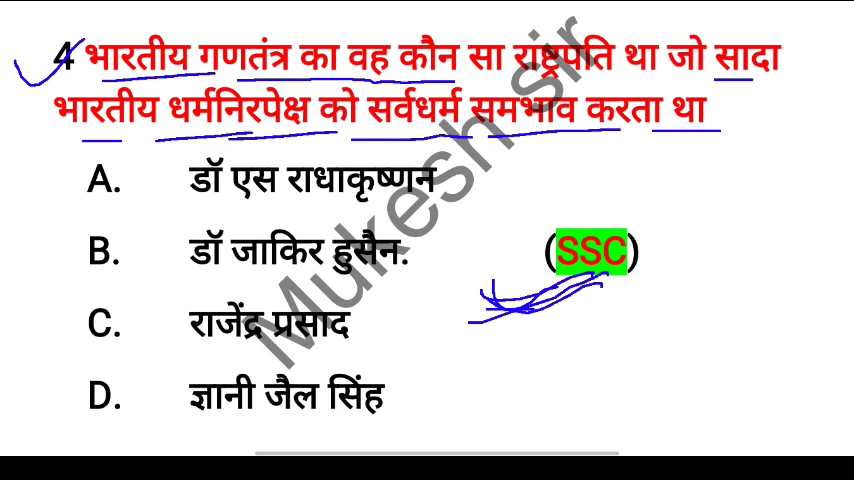 4 भारतीय गणतंत्र का वह कौन सा राष्ट्रपति था जो सादा
भारतीय धर्मनिरपेक्ष को सर्वधर्म समभाव करता था
A. डॉ एस राधाकृष्णन
B. डॉ जाकिर हुसैन. (SSC)
C. राजेंद्र प्रसाद
D. ज्ञानी जैल सिंह
Mukesh sir